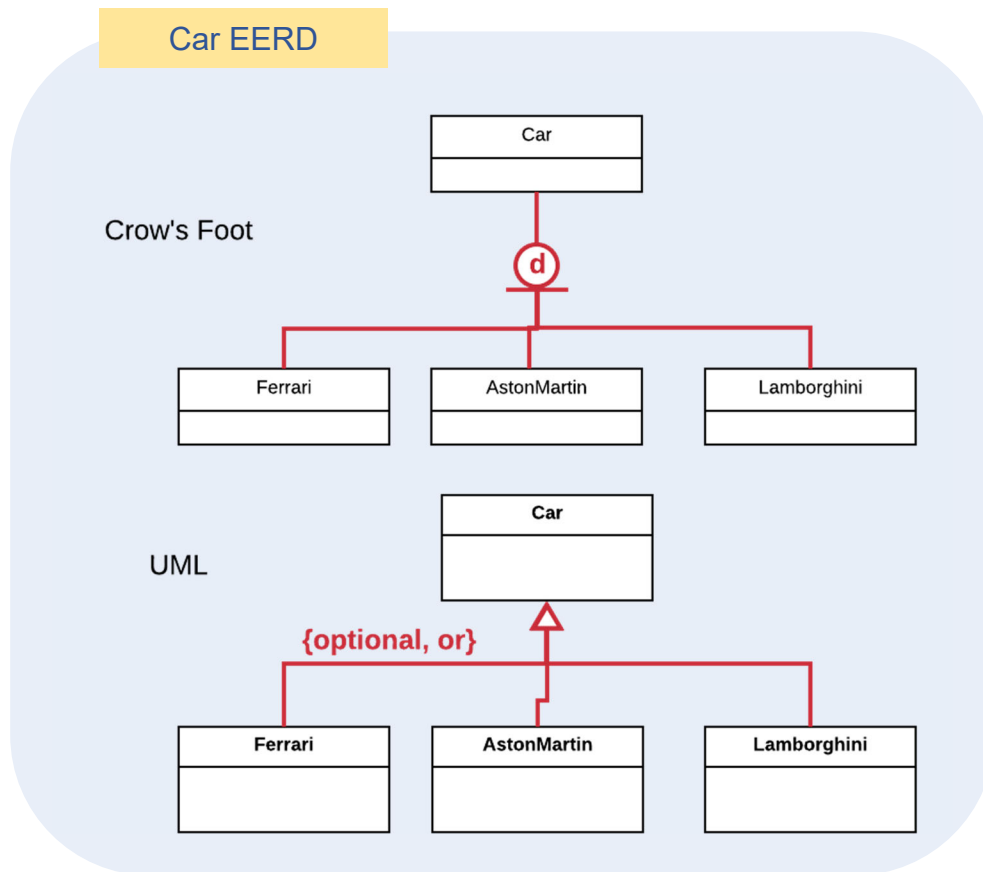 Car EERD
Car
Crow's Foot
d
Ferrari
AstonMartin
Lamborghini
Car
UML
{optional, or}
Ferrari
AstonMartin
Lamborghini